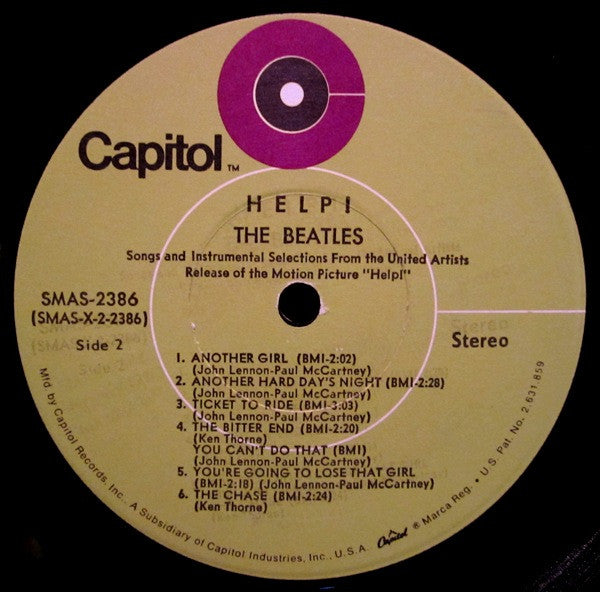 Capitol™
HELP!
THE BEATLES
Songs and Instrumental Selections From the United Artists
Release of the Motion Picture "Help!"
SMAS-2386
(SMAS-X-2-2386)
Side 2
Stereo
1. ANOTHER GIRL (BMI-2:02)
(John Lennon-Paul McCartney)
2. ANOTHER HARD DAY'S NIGHT (BMI-2:28)
(John Lennon-Paul McCartney)
3. TICKET TO RIDE (BMI-3:03)
(John Lennon-Paul McCartney)
4. THE BITTER END (BMI-2:20)
(Ken Thorne)
YOU CAN'T DO THAT (BMI)
(John Lennon-Paul McCartney)
5. YOU'RE GOING TO LOSE THAT GIRL
(BMI-2:18) (John Lennon-Paul McCartney)
6. THE CHASE (BMI-2:24)
(Ken Thorne)
Mfd. by Capitol Records, Inc., A Subsidiary of Capitol Industries, Inc., U.S.A. Capitol ® Marca Reg. • U.S. Pat. No. 2,631,859